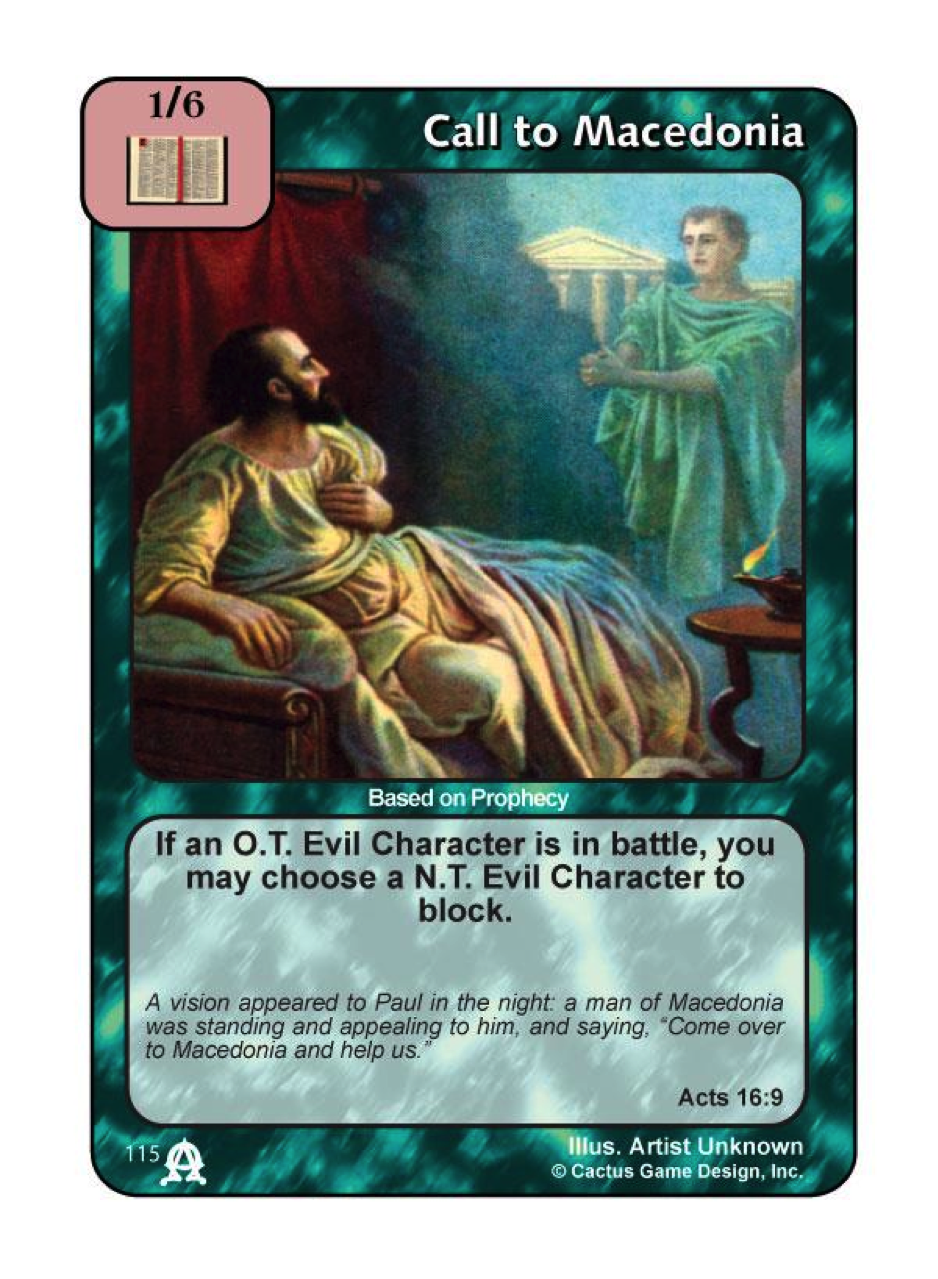 1/6
Call to Macedonia
Based on Prophecy
If an O.T. Evil Character is in battle, you
may choose a N.T. Evil Character to
block.
A vision appeared to Paul in the night: a man of Macedonia
was standing and appealing to him, and saying, “Come over
to Macedonia and help us.”
Acts 16:9
115
Illus. Artist Unknown
© Cactus Game Design, Inc.